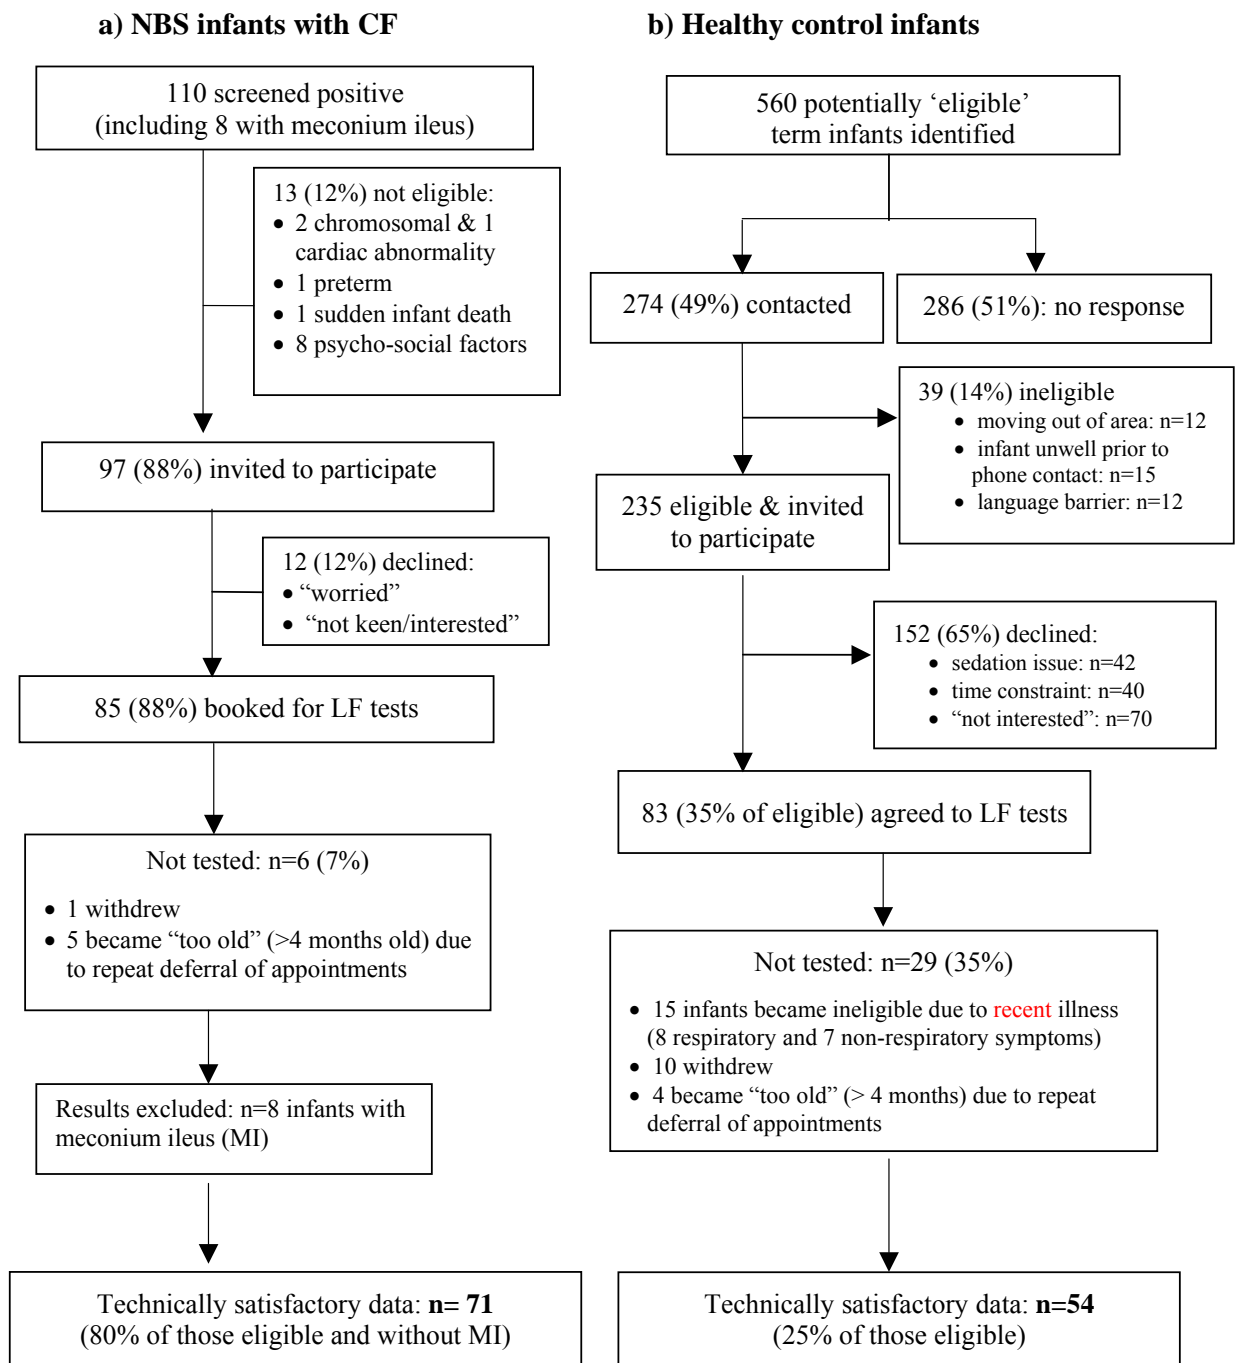 a) NBS infants with CF
110 screened positive
(including 8 with meconium ileus)
13 (12%) not eligible:
• 2 chromosomal & 1
cardiac abnormality
• 1 preterm
• 1 sudden infant death
• 8 psycho-social factors
97 (88%) invited to participate
12 (12%) declined:
• “worried”
• “not keen/interested”
85 (88%) booked for LF tests
Not tested: n=6 (7%)
• 1 withdrew
• 5 became “too old” (>4 months old) due
to repeat deferral of appointments
Results excluded: n=8 infants with
meconium ileus (MI)
Technically satisfactory data: n= 71
(80% of those eligible and without MI)
b) Healthy control infants
560 potentially ‘eligible’
term infants identified
274 (49%) contacted
286 (51%): no response
39 (14%) ineligible
• moving out of area: n=12
• infant unwell prior to
phone contact: n=15
• language barrier: n=12
235 eligible & invited
to participate
152 (65%) declined:
• sedation issue: n=42
• time constraint: n=40
• “not interested”: n=70
83 (35% of eligible) agreed to LF tests
Not tested: n=29 (35%)
• 15 infants became ineligible due to recent illness
(8 respiratory and 7 non-respiratory symptoms)
• 10 withdrew
• 4 became “too old” (> 4 months) due to repeat
deferral of appointments
Technically satisfactory data: n=54
(25% of those eligible)